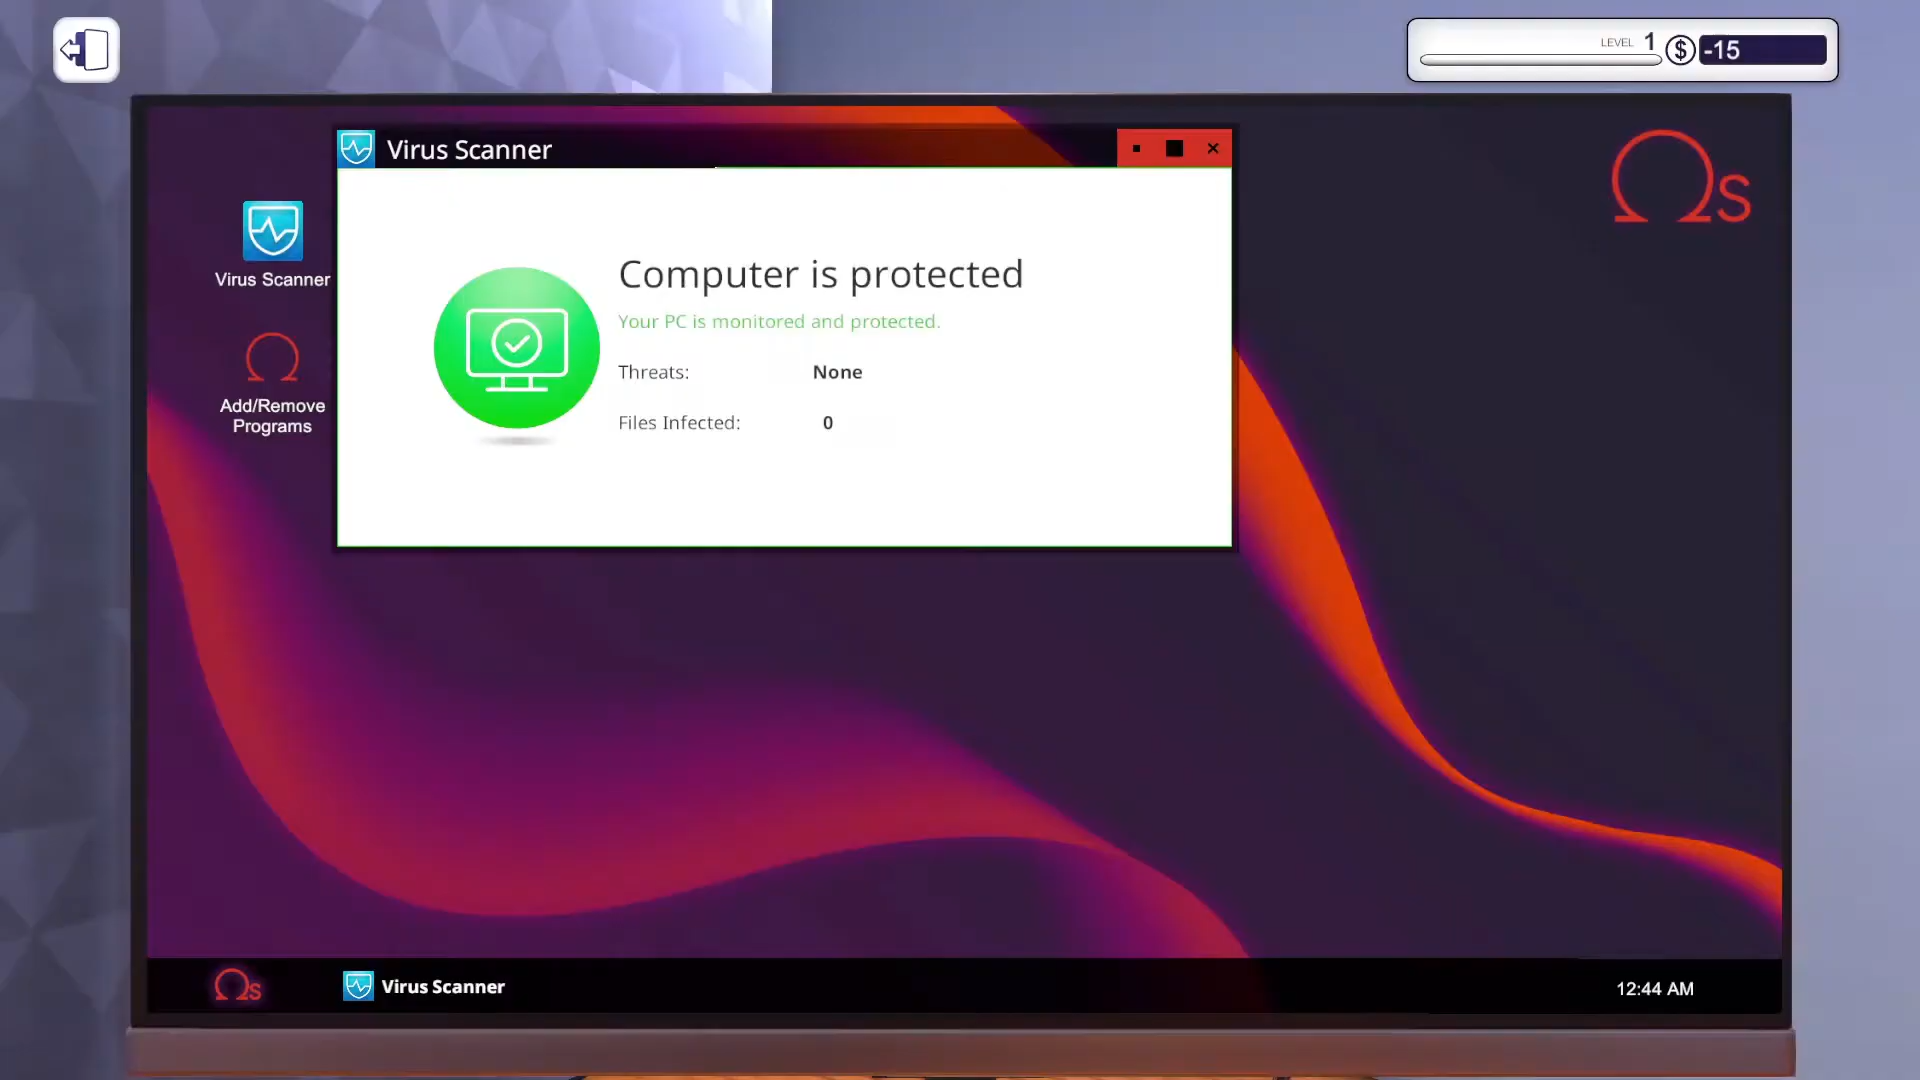 LEVEL 1 $ -15
Virus Scanner
Ωs
Virus Scanner
Add/Remove
Programs
Computer is protected
Your PC is monitored and protected.
Threats: None
Files Infected: 0
Ωs
Virus Scanner
12:44 AM